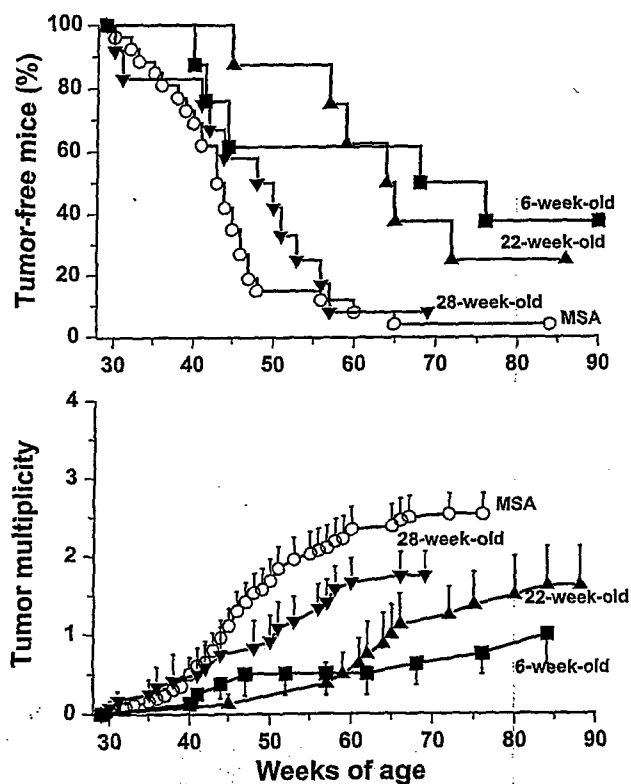 Tumor-free mice (%)
100
80
60
40
20
0
6-week-old
22-week-old
28-week-old
MSA
30 40 50 60 70 80 90
Tumor multiplicity
4
3
2
1
0
MSA
28-week-old
22-week-old
6-week-old
30 40 50 60 70 80 90
Weeks of age